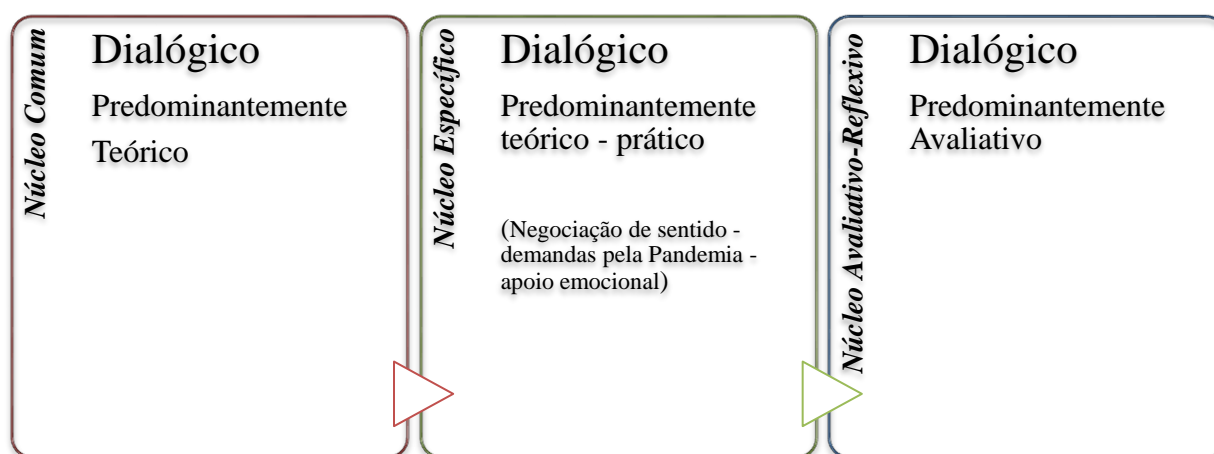 Núcleo Comum
Dialógico
Predominantemente
Teórico
Núcleo Específico
Dialógico
Predominantemente
teórico - prático
(Negociação de sentido -
demandas pela Pandemia -
apoio emocional)
Núcleo Avaliativo-Reflexivo
Dialógico
Predominantemente
Avaliativo